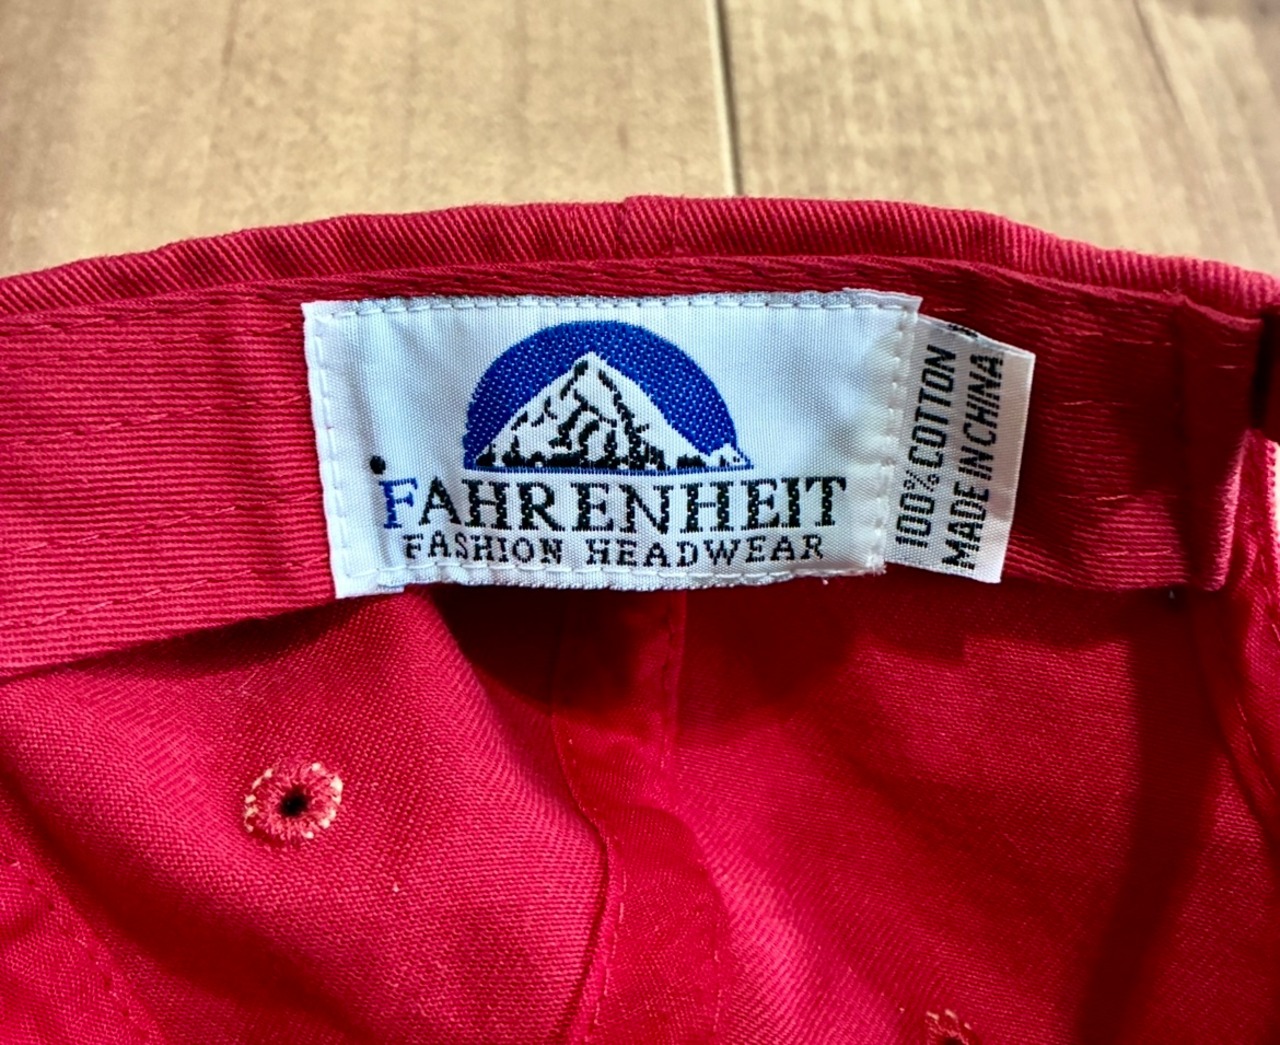 FAHRENHEIT
FASHION HEADWEAR
100% COTTON
MADE IN CHINA